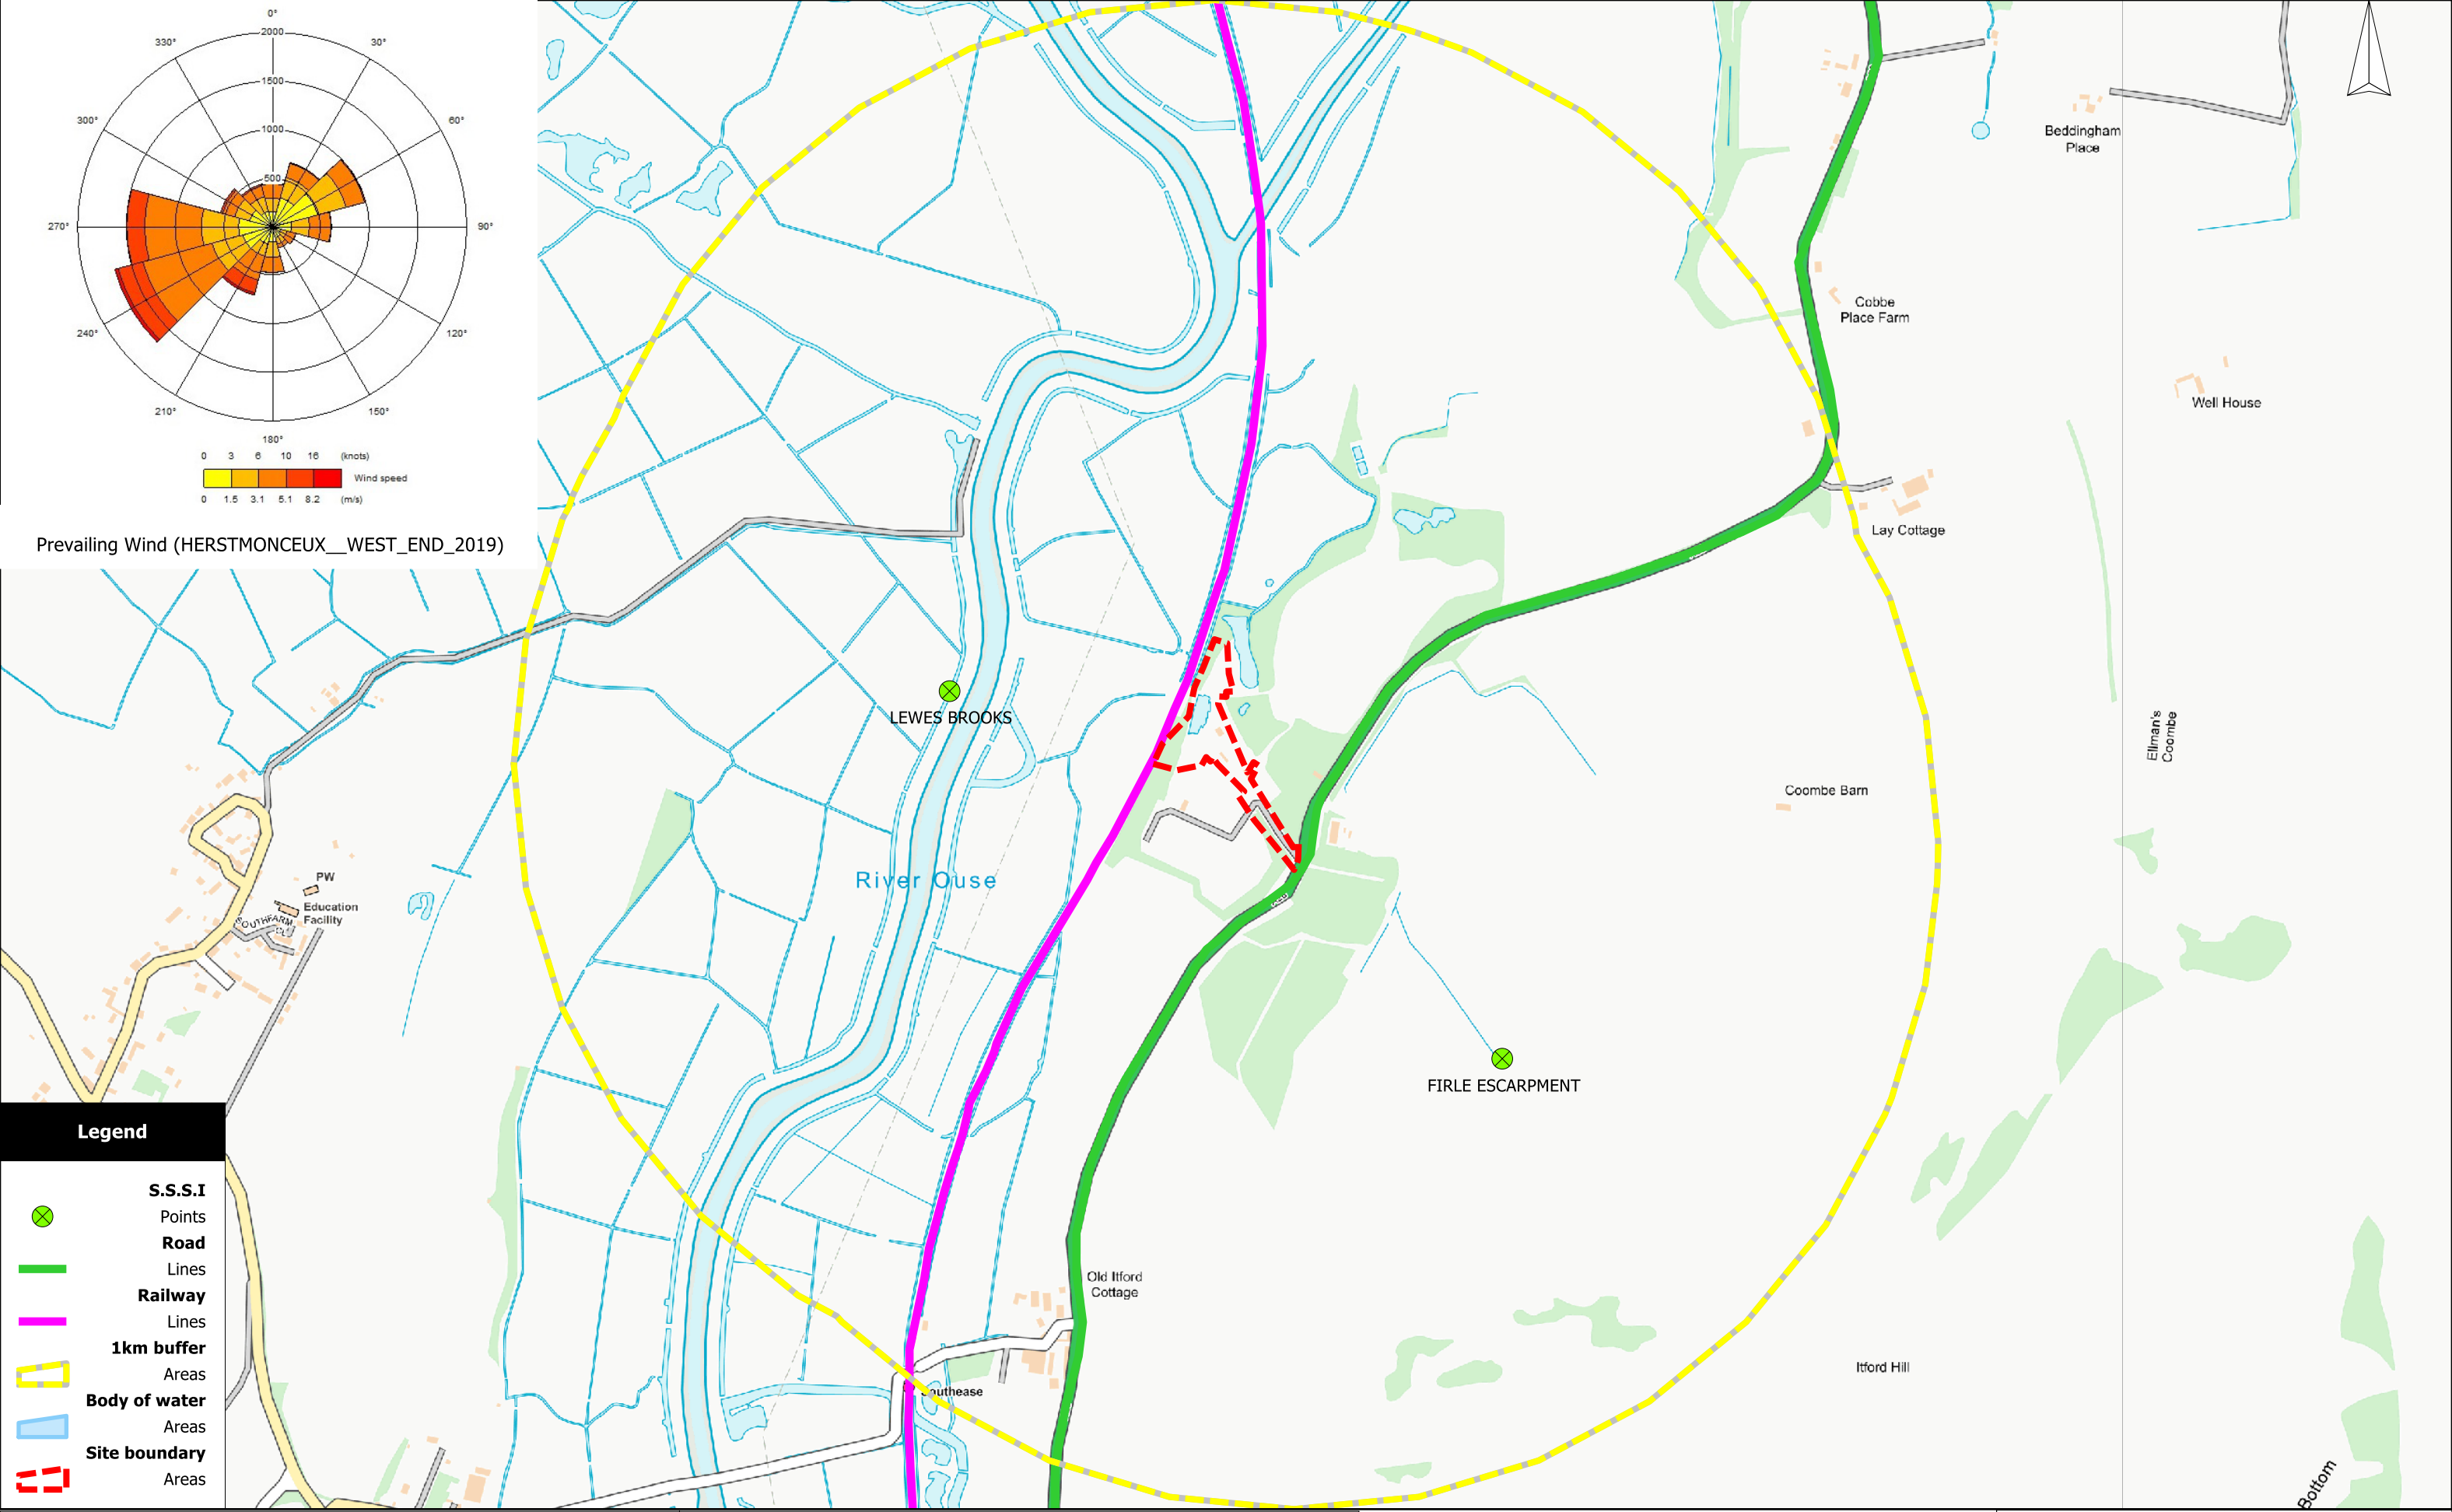 0°
330°
30°
2000
1500
1000
500
300°
60°
270°
90°
240°
120°
210°
150°
180°
0 3 6 10 16 (knots)
Wind speed
0 1.5 3.1 5.1 8.2 (m/s)
Prevailing Wind (HERSTMONCEUX__WEST_END_2019)
Beddingham
Place
Cobbe
Place Farm
Well House
Lay Cottage
LEWES BROOKS
Ellman's
Coombe
Coombe Barn
River Ouse
PW
Education
Facility
FIRLE ESCARPMENT
Old Itford
Cottage
Itford Hill
Southease
Bottom
Legend
S.S.S.I
Points
Road
Lines
Railway
Lines
1km buffer
Areas
Body of water
Areas
Site boundary
Areas